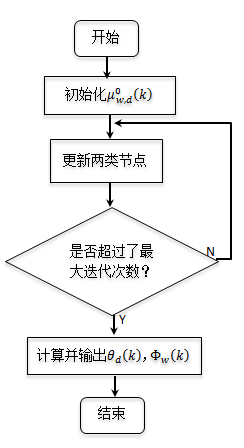 开始
初始化μ⁰w,d(k)
更新两类节点
是否超过了最
大迭代次数？
N
Y
计算并输出θd(k), Φw(k)
结束